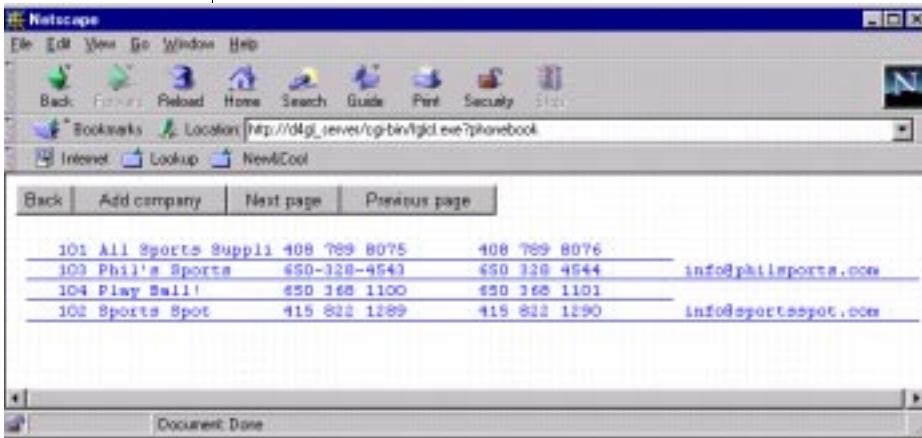 Netscape
File Edit View Go Window Help
Back Forward Reload Home Search Guide Print Security Stop
Bookmarks Location: http://d4gl_server/cgi-bin/fglcl.exe?phonebook
Internet Lookup New&Cool
Back Add company Next page Previous page
101 All Sports Suppli 408 789 8075 408 789 8076
103 Phil's Sports 650-328-4543 650 328 4544 info@philsports.com
104 Play Ball! 650 368 1100 650 368 1101
102 Sports Spot 415 822 1289 415 822 1290 info@sportsspot.com
Document: Done